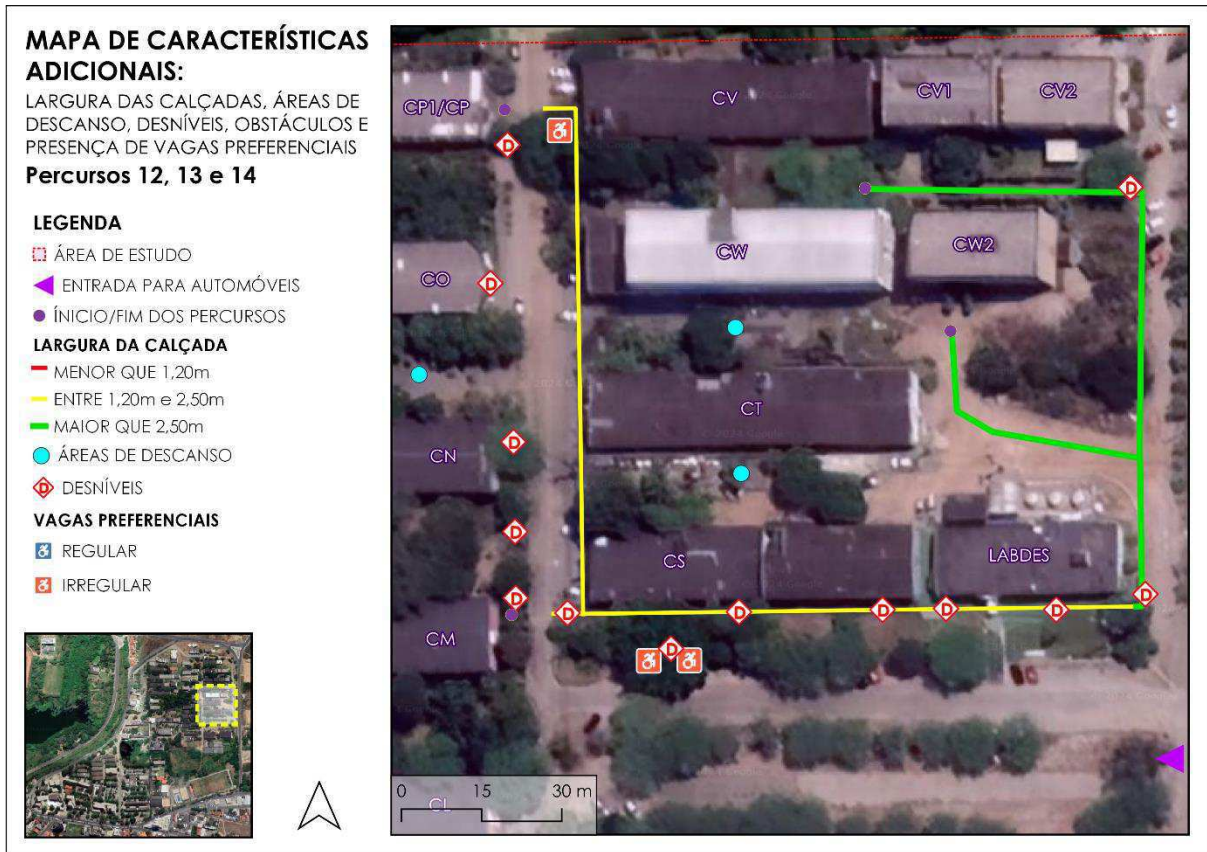 MAPA DE CARACTERÍSTICAS
ADICIONAIS:
LARGURA DAS CALÇADAS, ÁREAS DE
DESCANSO, DESNÍVEIS, OBSTÁCULOS E
PRESENÇA DE VAGAS PREFERENCIAIS
Percursos 12, 13 e 14
LEGENDA
ÁREA DE ESTUDO
ENTRADA PARA AUTOMÓVEIS
ÍNICIO/FIM DOS PERCURSOS
LARGURA DA CALÇADA
MENOR QUE 1,20m
ENTRE 1,20m e 2,50m
MAIOR QUE 2,50m
ÁREAS DE DESCANSO
D DESNÍVEIS
VAGAS PREFERENCIAIS
REGULAR
IRREGULAR
CP1/CP
CV
CV1
CV2
D
D
CW
CW2
CO
D
CT
CN
D
D
CS
LABDES
D
D
D
D
D
D
D
CM
D
CL
0 15 30 m